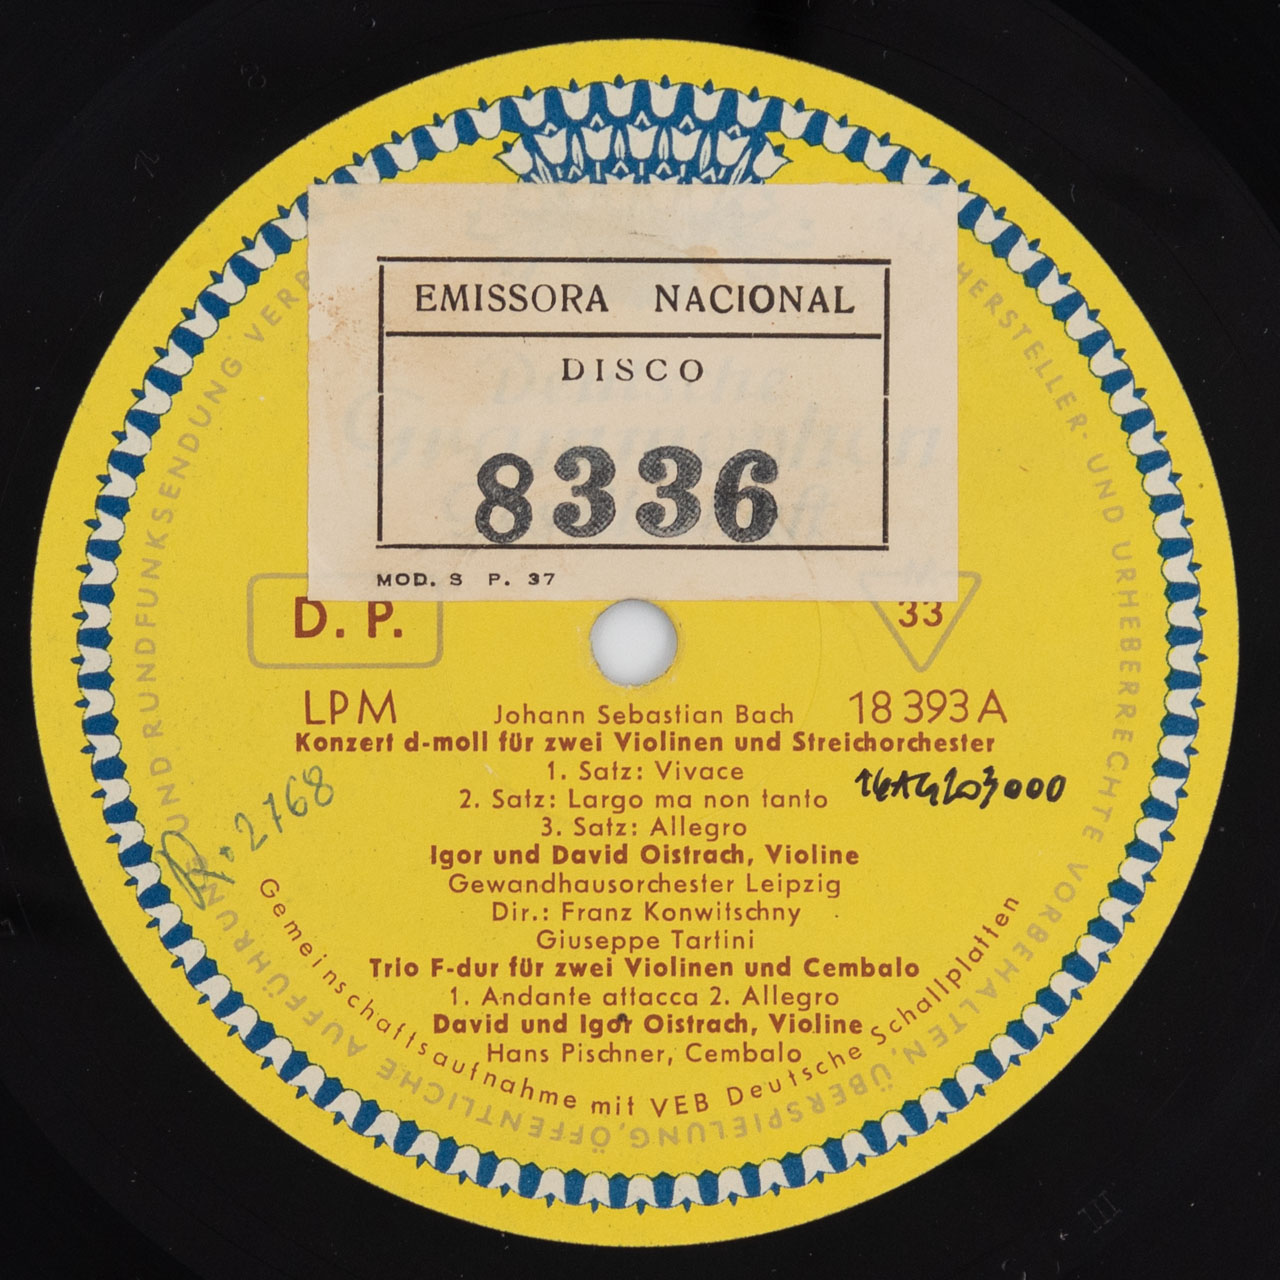 EMISSORA NACIONAL
DISCO
8336
MOD. S P. 37
D. P.
33
LPM
Johann Sebastian Bach
18 393 A
Konzert d-moll für zwei Violinen und Streichorchester
1. Satz: Vivace
2. Satz: Largo ma non tanto
3. Satz: Allegro
Igor und David Oistrach, Violine
Gewandhausorchester Leipzig
Dir.: Franz Konwitschny
Giuseppe Tartini
Trio F-dur für zwei Violinen und Cembalo
1. Andante attacca 2. Allegro
David und Igor Oistrach, Violine
Hans Pischner, Cembalo
Gemeinschaftsaufnahme mit VEB Deutsche Schallplatten
R. 2768
HERSTELLER- UND URHEBERRECHTE VORBEHALTEN, ÜBERSPIELUNG, ÖFFENTLICHE AUFFÜHRUNG UND RUNDFUNKSENDUNG